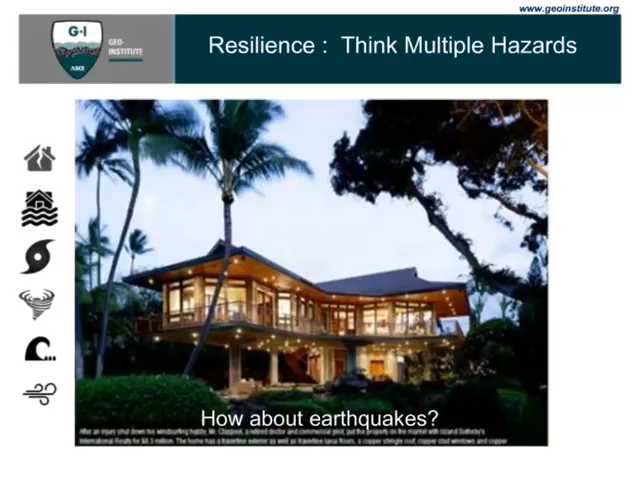 www.geoinstitute.org
G-I
GEO-
INSTITUTE
ASCE
Resilience : Think Multiple Hazards
How about earthquakes?
After an injury shut down his windsurfing hobby, Mr. Claypool, a retired doctor and commercial pilot, put the property on the market with Island Sotheby's
International Realty for $8.3 million. The home has a travertine exterior as well as travertine lanai floors, a copper shingle roof, copper clad windows and copper